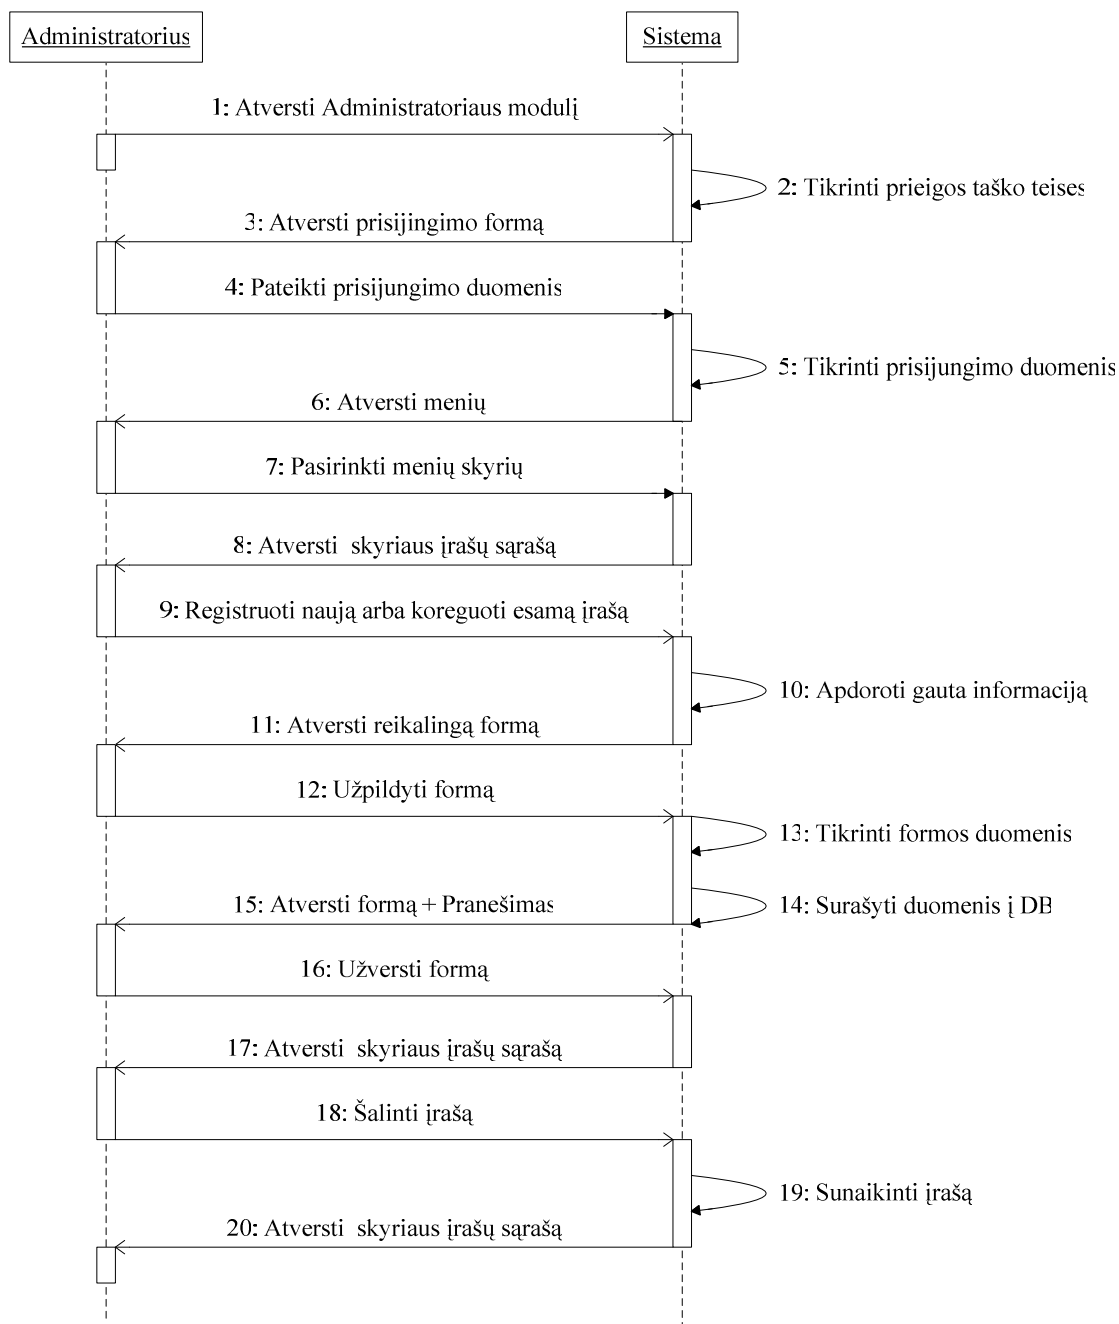 Administratorius
Sistema
1: Atversti Administratoriaus modulį
2: Tikrinti prieigos taško teises
3: Atversti prisijingimo formą
4: Pateikti prisijungimo duomenis
5: Tikrinti prisijungimo duomenis
6: Atversti menių
7: Pasirinkti menių skyrių
8: Atversti skyriaus įrašų sąrašą
9: Registruoti naują arba koreguoti esamą įrašą
10: Apdoroti gauta informaciją
11: Atversti reikalingą formą
12: Užpildyti formą
13: Tikrinti formos duomenis
15: Atversti formą + Pranešimas
14: Surašyti duomenis į DB
16: Užversti formą
17: Atversti skyriaus įrašų sąrašą
18: Šalinti įrašą
19: Sunaikinti įrašą
20: Atversti skyriaus įrašų sąrašą